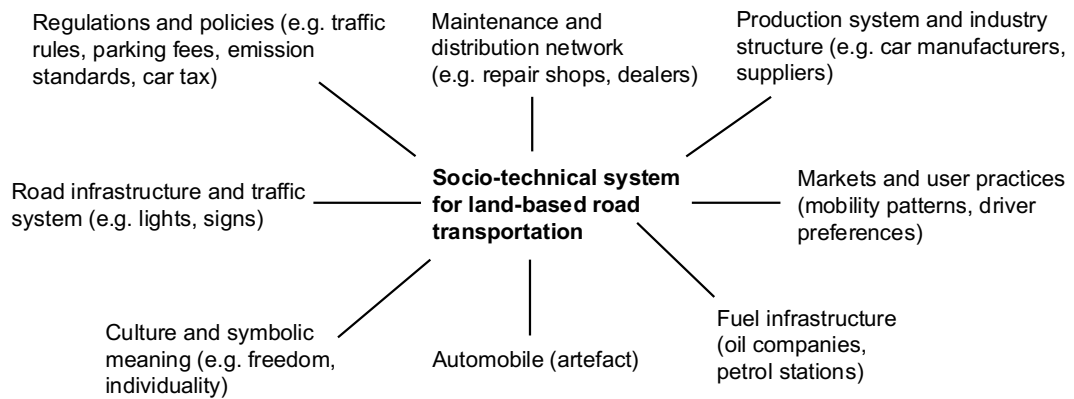 Regulations and policies (e.g. traffic
rules, parking fees, emission
standards, car tax)
Maintenance and
distribution network
(e.g. repair shops, dealers)
Production system and industry
structure (e.g. car manufacturers,
suppliers)
Road infrastructure and traffic
system (e.g. lights, signs)
Socio-technical system
for land-based road
transportation
Markets and user practices
(mobility patterns, driver
preferences)
Culture and symbolic
meaning (e.g. freedom,
individuality)
Automobile (artefact)
Fuel infrastructure
(oil companies,
petrol stations)